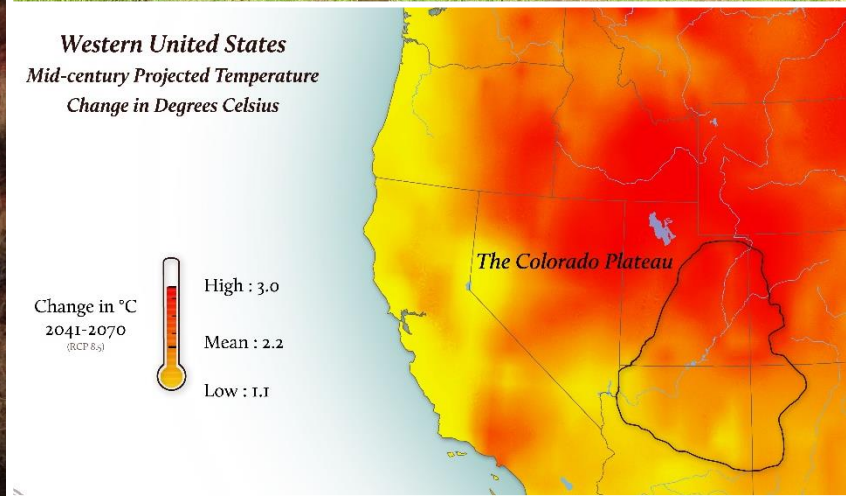 Western United States
Mid-century Projected Temperature
Change in Degrees Celsius
The Colorado Plateau
High : 3.0
Change in °C
2041-2070
(RCP 8.5)
Mean : 2.2
Low : 1.1